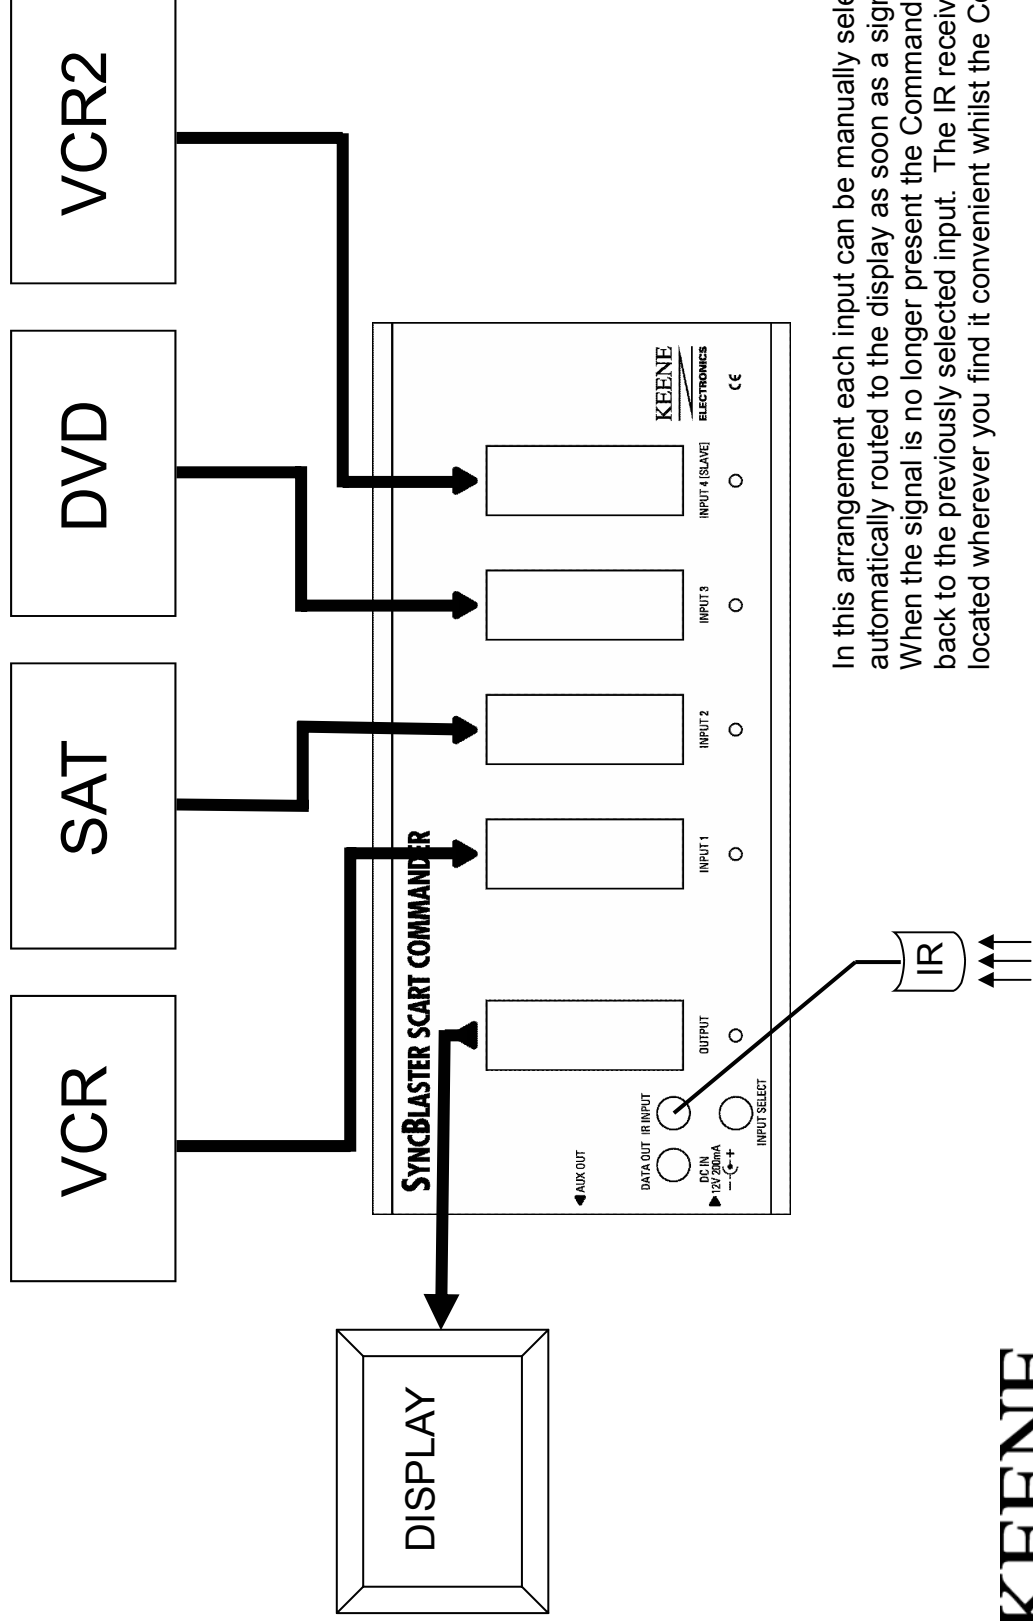 VCR
SAT
DVD
VCR2
DISPLAY
SYNCBLASTER SCART COMMANDER
AUX OUT
DATA OUT
IR INPUT
DC IN
12V 200mA
- +
INPUT SELECT
OUTPUT
INPUT 1
INPUT 2
INPUT 3
INPUT 4 [SLAVE]
KEENE
ELECTRONICS
CE
IR
In this arrangement each input can be manually
automatically routed to the display as soon as a
When the signal is no longer present the Command
back to the previously selected input. The IR
located wherever you find it convenient whilst the
KEENE